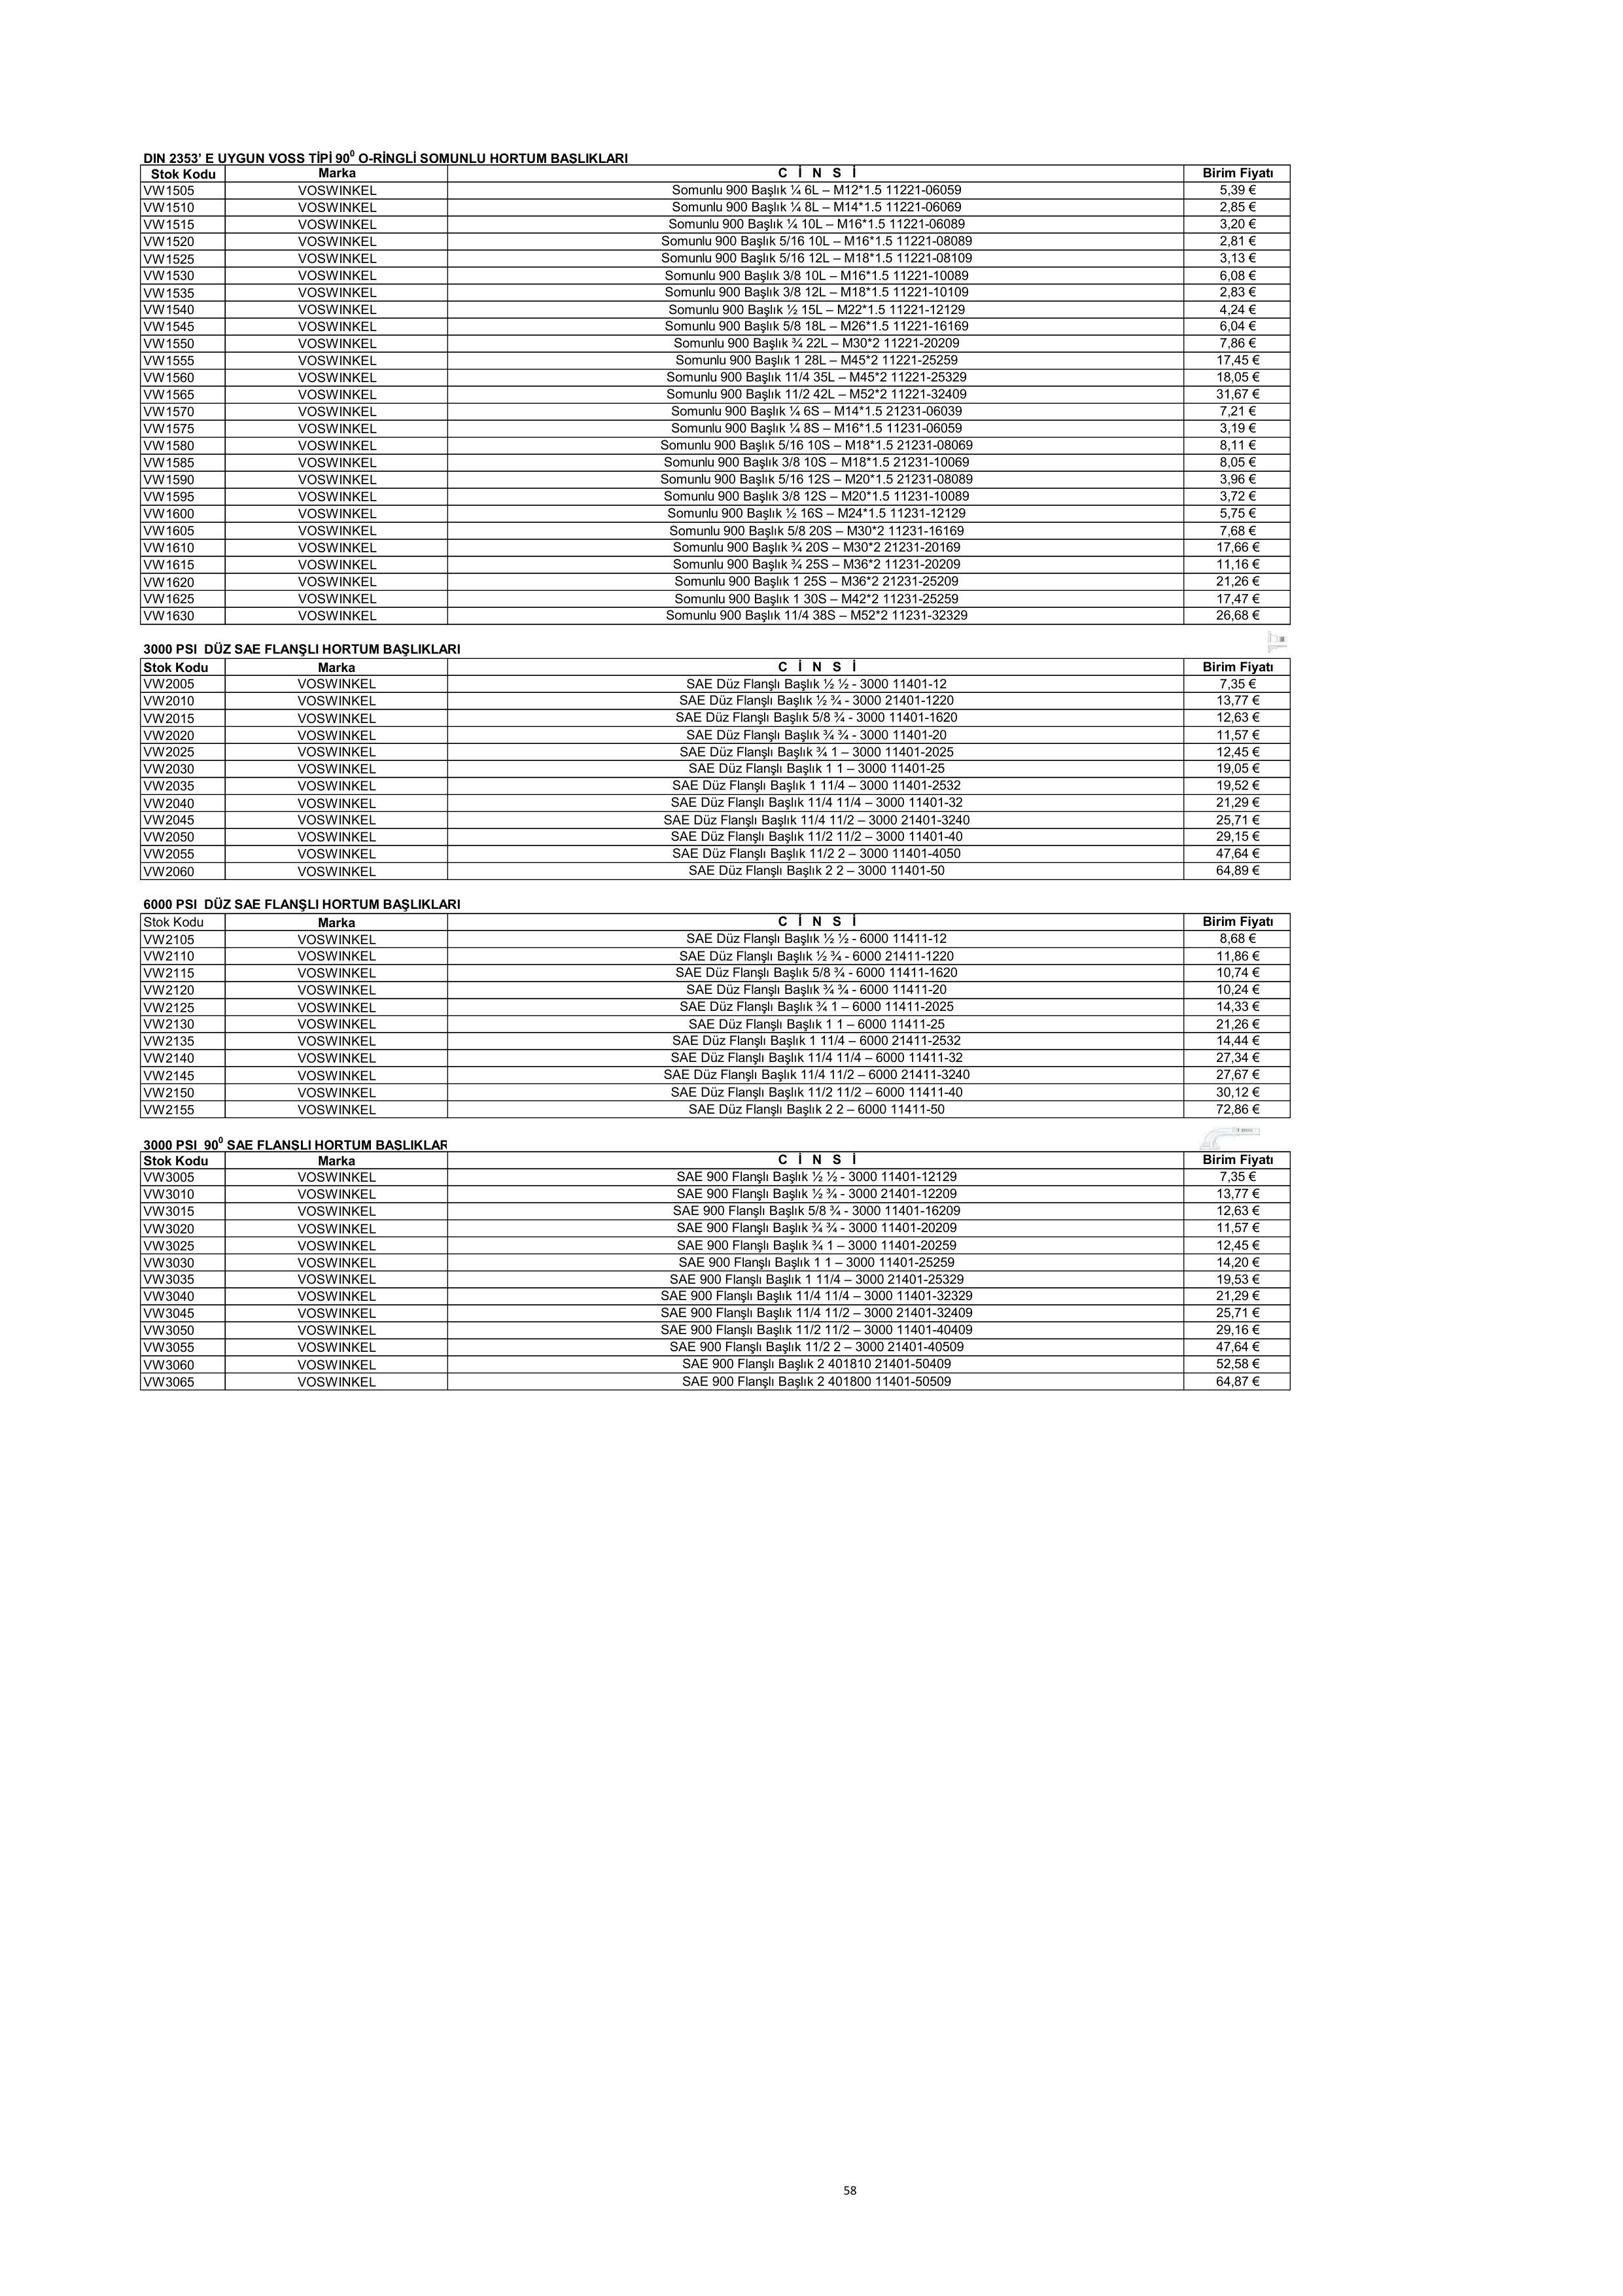 DIN 2353’ E UYGUN VOSS TİPİ 90⁰ O-RİNGLİ SOMUNLU HORTUM BAŞLIKLARI
Stok Kodu Marka C İ N S İ Birim Fiyatı
VW1505 VOSWINKEL Somunlu 900 Başlık ¼ 6L – M12*1.5 11221-06059 5,39 €
VW1510 VOSWINKEL Somunlu 900 Başlık ¼ 8L – M14*1.5 11221-06069 2,85 €
VW1515 VOSWINKEL Somunlu 900 Başlık ¼ 10L – M16*1.5 11221-06089 3,20 €
VW1520 VOSWINKEL Somunlu 900 Başlık 5/16 10L – M16*1.5 11221-08089 2,81 €
VW1525 VOSWINKEL Somunlu 900 Başlık 5/16 12L – M18*1.5 11221-08109 3,13 €
VW1530 VOSWINKEL Somunlu 900 Başlık 3/8 10L – M16*1.5 11221-10089 6,08 €
VW1535 VOSWINKEL Somunlu 900 Başlık 3/8 12L – M18*1.5 11221-10109 2,83 €
VW1540 VOSWINKEL Somunlu 900 Başlık ½ 15L – M22*1.5 11221-12129 4,24 €
VW1545 VOSWINKEL Somunlu 900 Başlık 5/8 18L – M26*1.5 11221-16169 6,04 €
VW1550 VOSWINKEL Somunlu 900 Başlık ¾ 22L – M30*2 11221-20209 7,86 €
VW1555 VOSWINKEL Somunlu 900 Başlık 1 28L – M45*2 11221-25259 17,45 €
VW1560 VOSWINKEL Somunlu 900 Başlık 11/4 35L – M45*2 11221-25329 18,05 €
VW1565 VOSWINKEL Somunlu 900 Başlık 11/2 42L – M52*2 11221-32409 31,67 €
VW1570 VOSWINKEL Somunlu 900 Başlık ¼ 6S – M14*1.5 21231-06039 7,21 €
VW1575 VOSWINKEL Somunlu 900 Başlık ¼ 8S – M16*1.5 11231-06059 3,19 €
VW1580 VOSWINKEL Somunlu 900 Başlık 5/16 10S – M18*1.5 21231-08069 8,11 €
VW1585 VOSWINKEL Somunlu 900 Başlık 3/8 10S – M18*1.5 21231-10069 8,05 €
VW1590 VOSWINKEL Somunlu 900 Başlık 5/16 12S – M20*1.5 21231-08089 3,96 €
VW1595 VOSWINKEL Somunlu 900 Başlık 3/8 12S – M20*1.5 11231-10089 3,72 €
VW1600 VOSWINKEL Somunlu 900 Başlık ½ 16S – M24*1.5 11231-12129 5,75 €
VW1605 VOSWINKEL Somunlu 900 Başlık 5/8 20S – M30*2 11231-16169 7,68 €
VW1610 VOSWINKEL Somunlu 900 Başlık ¾ 20S – M30*2 21231-20169 17,66 €
VW1615 VOSWINKEL Somunlu 900 Başlık ¾ 25S – M36*2 11231-20209 11,16 €
VW1620 VOSWINKEL Somunlu 900 Başlık 1 25S – M36*2 21231-25209 21,26 €
VW1625 VOSWINKEL Somunlu 900 Başlık 1 30S – M42*2 11231-25259 17,47 €
VW1630 VOSWINKEL Somunlu 900 Başlık 11/4 38S – M52*2 11231-32329 26,68 €
3000 PSI DÜZ SAE FLANŞLI HORTUM BAŞLIKLARI
Stok Kodu Marka C İ N S İ Birim Fiyatı
VW2005 VOSWINKEL SAE Düz Flanşlı Başlık ½ ½ - 3000 11401-12 7,35 €
VW2010 VOSWINKEL SAE Düz Flanşlı Başlık ½ ¾ - 3000 21401-1220 13,77 €
VW2015 VOSWINKEL SAE Düz Flanşlı Başlık 5/8 ¾ - 3000 11401-1620 12,63 €
VW2020 VOSWINKEL SAE Düz Flanşlı Başlık ¾ ¾ - 3000 11401-20 11,57 €
VW2025 VOSWINKEL SAE Düz Flanşlı Başlık ¾ 1 – 3000 11401-2025 12,45 €
VW2030 VOSWINKEL SAE Düz Flanşlı Başlık 1 1 – 3000 11401-25 19,05 €
VW2035 VOSWINKEL SAE Düz Flanşlı Başlık 1 11/4 – 3000 11401-2532 19,52 €
VW2040 VOSWINKEL SAE Düz Flanşlı Başlık 11/4 11/4 – 3000 11401-32 21,29 €
VW2045 VOSWINKEL SAE Düz Flanşlı Başlık 11/4 11/2 – 3000 21401-3240 25,71 €
VW2050 VOSWINKEL SAE Düz Flanşlı Başlık 11/2 11/2 – 3000 11401-40 29,15 €
VW2055 VOSWINKEL SAE Düz Flanşlı Başlık 11/2 2 – 3000 11401-4050 47,64 €
VW2060 VOSWINKEL SAE Düz Flanşlı Başlık 2 2 – 3000 11401-50 64,89 €
6000 PSI DÜZ SAE FLANŞLI HORTUM BAŞLIKLARI
Stok Kodu Marka C İ N S İ Birim Fiyatı
VW2105 VOSWINKEL SAE Düz Flanşlı Başlık ½ ½ - 6000 11411-12 8,68 €
VW2110 VOSWINKEL SAE Düz Flanşlı Başlık ½ ¾ - 6000 21411-1220 11,86 €
VW2115 VOSWINKEL SAE Düz Flanşlı Başlık 5/8 ¾ - 6000 11411-1620 10,74 €
VW2120 VOSWINKEL SAE Düz Flanşlı Başlık ¾ ¾ - 6000 11411-20 10,24 €
VW2125 VOSWINKEL SAE Düz Flanşlı Başlık ¾ 1 – 6000 11411-2025 14,33 €
VW2130 VOSWINKEL SAE Düz Flanşlı Başlık 1 1 – 6000 11411-25 21,26 €
VW2135 VOSWINKEL SAE Düz Flanşlı Başlık 1 11/4 – 6000 21411-2532 14,44 €
VW2140 VOSWINKEL SAE Düz Flanşlı Başlık 11/4 11/4 – 6000 11411-32 27,34 €
VW2145 VOSWINKEL SAE Düz Flanşlı Başlık 11/4 11/2 – 6000 21411-3240 27,67 €
VW2150 VOSWINKEL SAE Düz Flanşlı Başlık 11/2 11/2 – 6000 11411-40 30,12 €
VW2155 VOSWINKEL SAE Düz Flanşlı Başlık 2 2 – 6000 11411-50 72,86 €
3000 PSI 90⁰ SAE FLANŞLI HORTUM BAŞLIKLAR
Stok Kodu Marka C İ N S İ Birim Fiyatı
VW3005 VOSWINKEL SAE 900 Flanşlı Başlık ½ ½ - 3000 11401-12129 7,35 €
VW3010 VOSWINKEL SAE 900 Flanşlı Başlık ½ ¾ - 3000 21401-12209 13,77 €
VW3015 VOSWINKEL SAE 900 Flanşlı Başlık 5/8 ¾ - 3000 11401-16209 12,63 €
VW3020 VOSWINKEL SAE 900 Flanşlı Başlık ¾ ¾ - 3000 11401-20209 11,57 €
VW3025 VOSWINKEL SAE 900 Flanşlı Başlık ¾ 1 – 3000 11401-20259 12,45 €
VW3030 VOSWINKEL SAE 900 Flanşlı Başlık 1 1 – 3000 11401-25259 14,20 €
VW3035 VOSWINKEL SAE 900 Flanşlı Başlık 1 11/4 – 3000 21401-25329 19,53 €
VW3040 VOSWINKEL SAE 900 Flanşlı Başlık 11/4 11/4 – 3000 11401-32329 21,29 €
VW3045 VOSWINKEL SAE 900 Flanşlı Başlık 11/4 11/2 – 3000 21401-32409 25,71 €
VW3050 VOSWINKEL SAE 900 Flanşlı Başlık 11/2 11/2 – 3000 11401-40409 29,16 €
VW3055 VOSWINKEL SAE 900 Flanşlı Başlık 11/2 2 – 3000 21401-40509 47,64 €
VW3060 VOSWINKEL SAE 900 Flanşlı Başlık 2 401810 21401-50409 52,58 €
VW3065 VOSWINKEL SAE 900 Flanşlı Başlık 2 401800 11401-50509 64,87 €
58